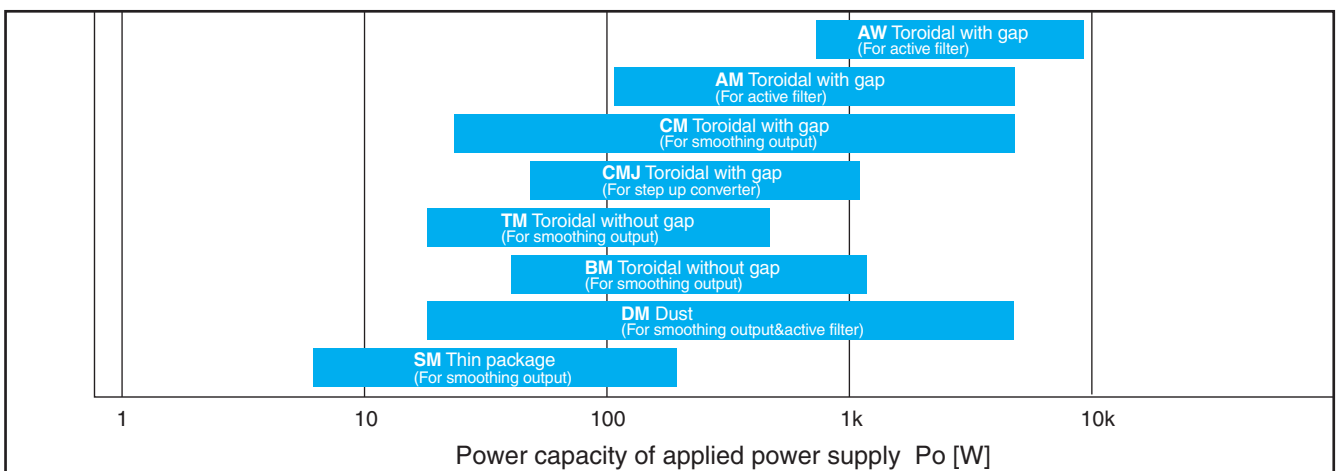 AW Toroidal with gap
(For active filter)
AM Toroidal with gap
(For active filter)
CM Toroidal with gap
(For smoothing output)
CMJ Toroidal with gap
(For step up converter)
TM Toroidal without gap
(For smoothing output)
BM Toroidal without gap
(For smoothing output)
DM Dust
(For smoothing output&active filter)
SM Thin package
(For smoothing output)
1 10 100 1k 10k
Power capacity of applied power supply Po [W]